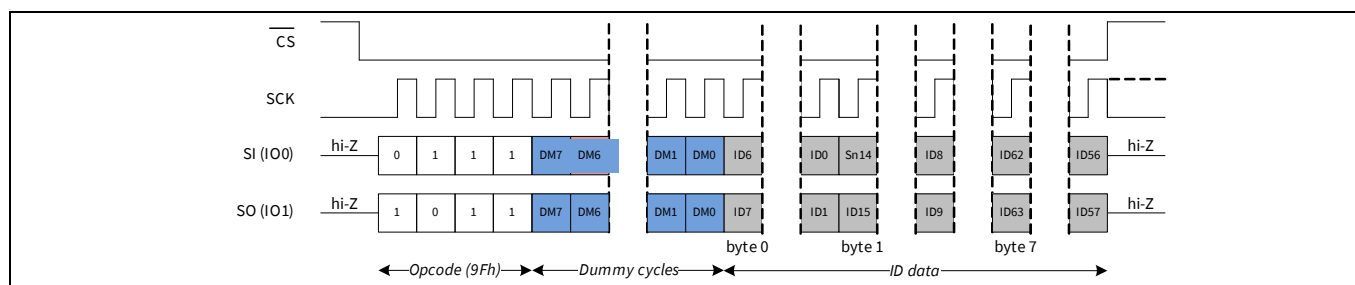 CS
SCK
SI (IO0) hi-Z 0 1 1 1 DM7 DM6 DM1 DM0 ID6 ID0 Sn14 ID8 ID62 ID56 hi-Z
SO (IO1) hi-Z 1 0 1 1 DM7 DM6 DM1 DM0 ID7 ID1 ID15 ID9 ID63 ID57 hi-Z
byte 0 byte 1 byte 7
Opcode (9Fh) Dummy cycles ID data